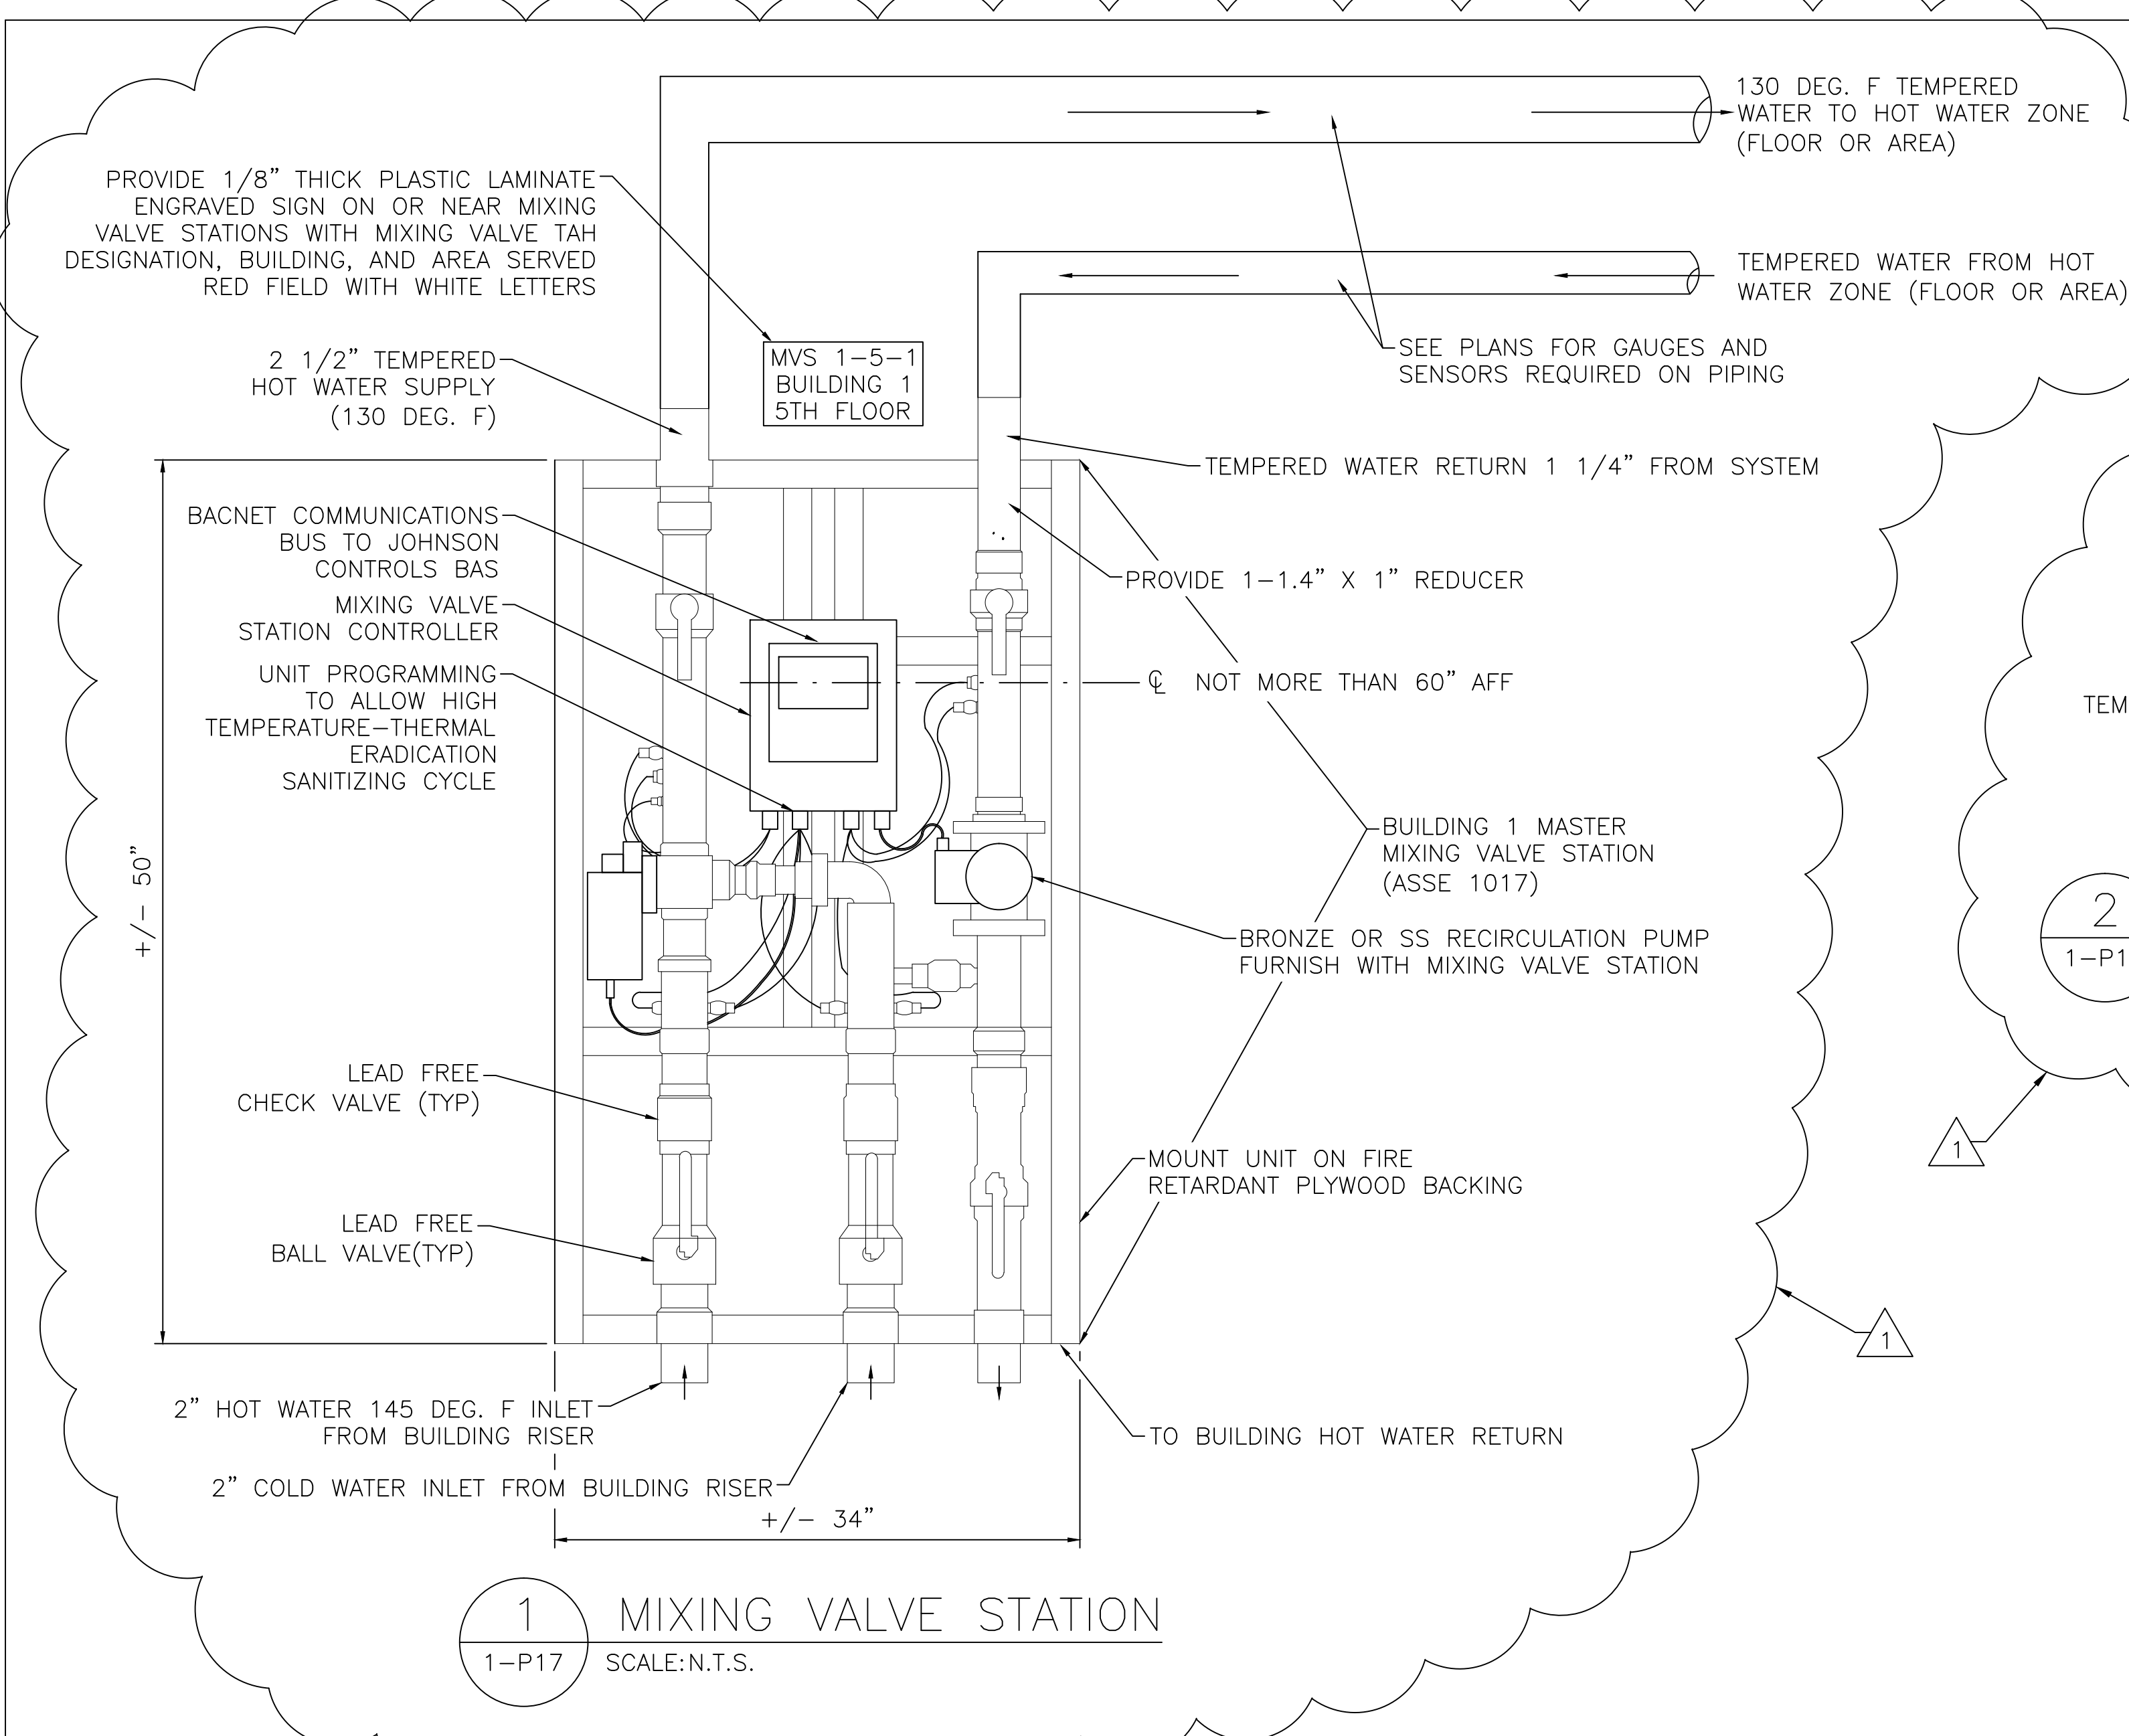 130 DEG. F TEMPERED
WATER TO HOT WATER ZONE
(FLOOR OR AREA)
PROVIDE 1/8" THICK PLASTIC LAMINATE
ENGRAVED SIGN ON OR NEAR MIXING
VALVE STATIONS WITH MIXING VALVE TAH
DESIGNATION, BUILDING, AND AREA SERVED
RED FIELD WITH WHITE LETTERS
TEMPERED WATER FROM HOT
WATER ZONE (FLOOR OR AREA)
2 1/2" TEMPERED
HOT WATER SUPPLY
(130 DEG. F)
MVS 1-5-1
BUILDING 1
5TH FLOOR
SEE PLANS FOR GAUGES AND
SENSORS REQUIRED ON PIPING
TEMPERED WATER RETURN 1 1/4" FROM SYSTEM
BACNET COMMUNICATIONS
BUS TO JOHNSON
CONTROLS BAS
PROVIDE 1-1.4" X 1" REDUCER
MIXING VALVE
STATION CONTROLLER
UNIT PROGRAMMING
TO ALLOW HIGH
TEMPERATURE-THERMAL
ERADICATION
SANITIZING CYCLE
℄ NOT MORE THAN 60" AFF
TEM
+/- 50"
BUILDING 1 MASTER
MIXING VALVE STATION
(ASSE 1017)
2
1-P1
BRONZE OR SS RECIRCULATION PUMP
FURNISH WITH MIXING VALVE STATION
LEAD FREE
CHECK VALVE (TYP)
1
MOUNT UNIT ON FIRE
RETARDANT PLYWOOD BACKING
LEAD FREE
BALL VALVE(TYP)
1
2" HOT WATER 145 DEG. F INLET
FROM BUILDING RISER
TO BUILDING HOT WATER RETURN
2" COLD WATER INLET FROM BUILDING RISER
+/- 34"
1
MIXING VALVE STATION
1-P17
SCALE:N.T.S.